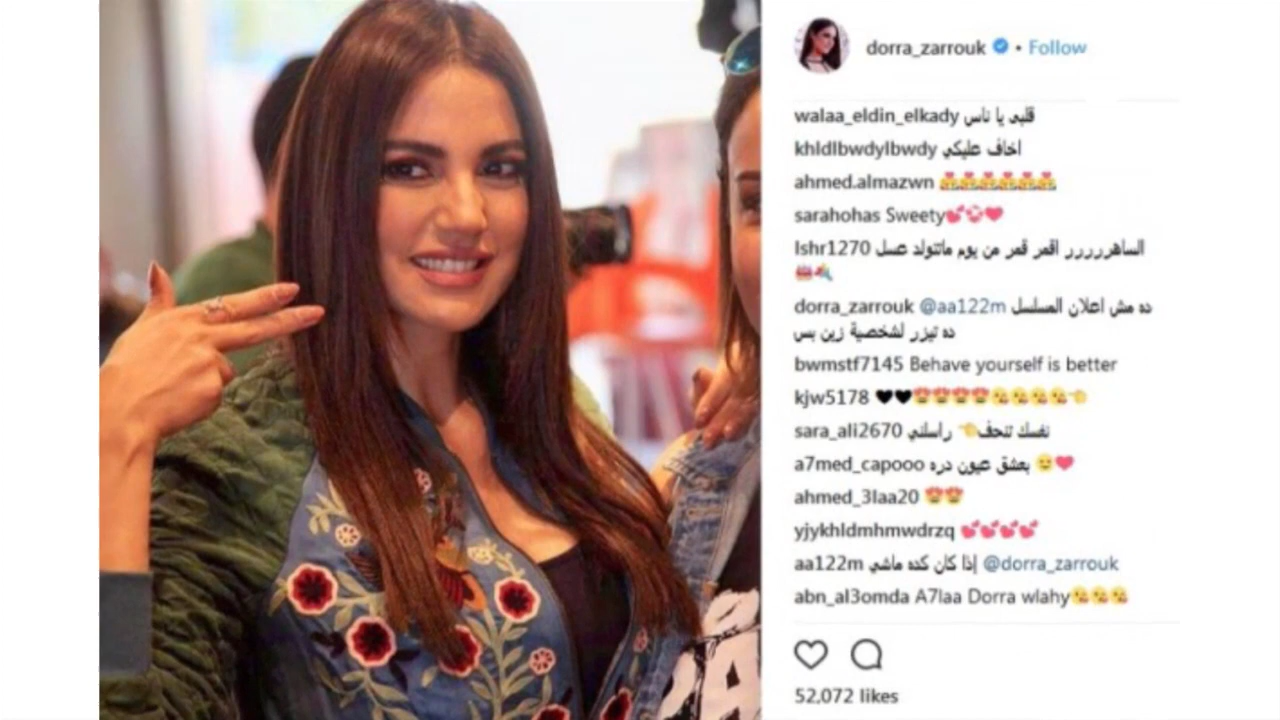 dorra_zarrouk • Follow
walaa_eldin_elkady قلبى يا ناس
khldlbwdylbwdy اخاف عليكي
ahmed.almazwn
sarahohas Sweety
lshr1270 الساهررررر اقمر قمر من يوم ماتتولد عسل
dorra_zarrouk @aa122m ده مش اعلان المسلسل
ده تيزر لشخصية زين بس
bwmstf7145 Behave yourself is better
kjw5178 🖤🖤😍😍😍😍😘😘😘😘👈
sara_ali2670 نفسك تنحف👈 راسلني
a7med_capooo بعشق عيون دره 😉❤
ahmed_3laa20 😍😍
yjykhldmhmwdrzq 💕💕💕💕
aa122m إذا كان كده ماشي @dorra_zarrouk
abn_al3omda A7laa Dorra wlahy😘😘😘
52,072 likes